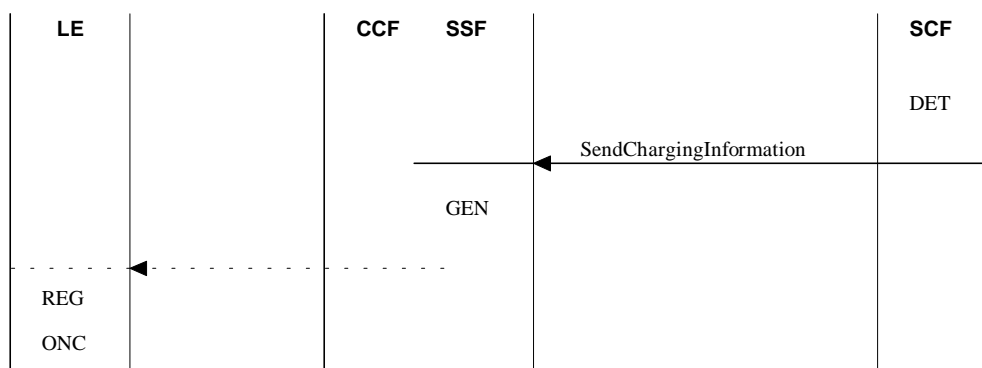 LE CCF SSF SCF
DET
SendChargingInformation
GEN
REG
ONC